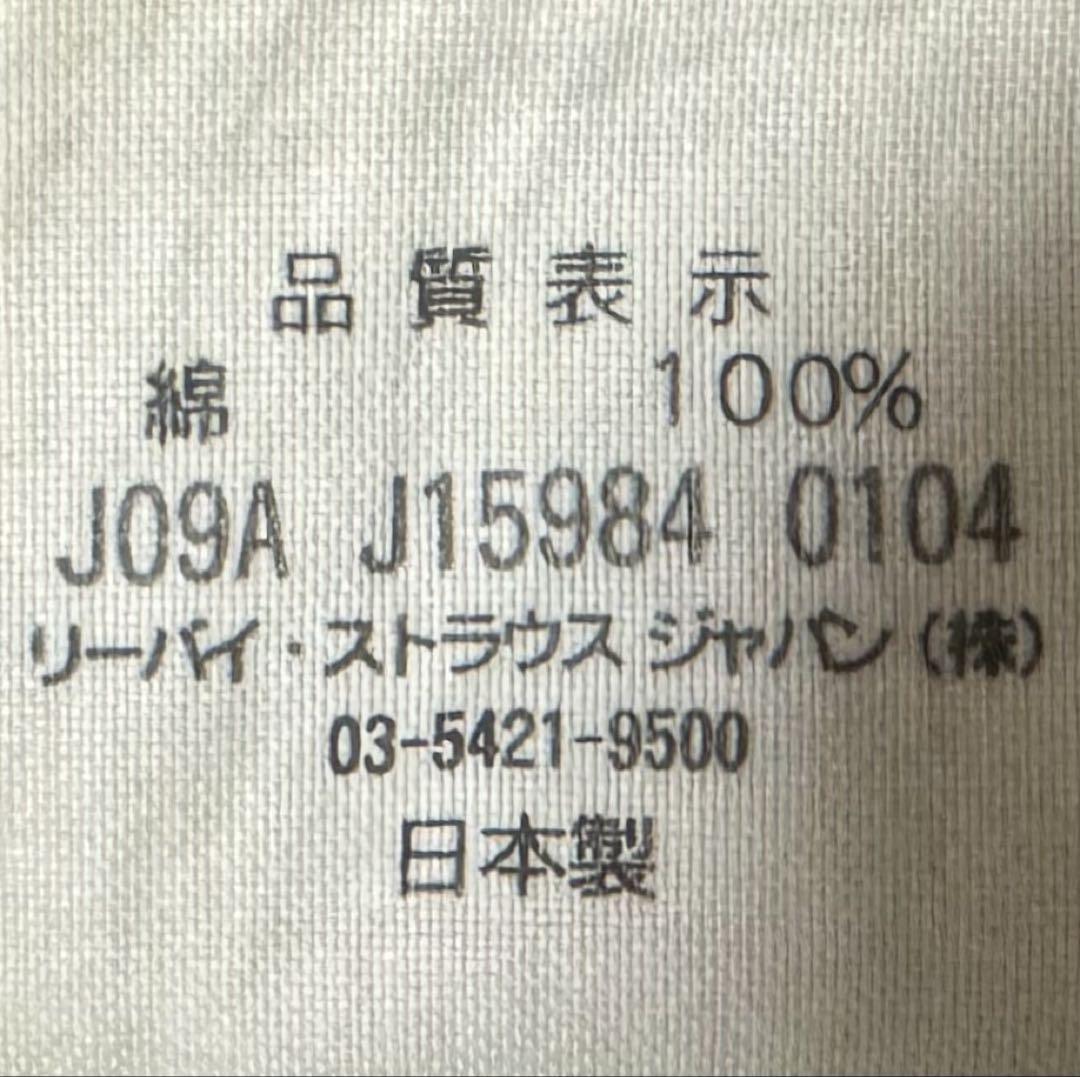 品質表示
綿 100%
J09A J15984 0104
リーバイ・ストラウス ジャパン (株)
03-5421-9500
日本製